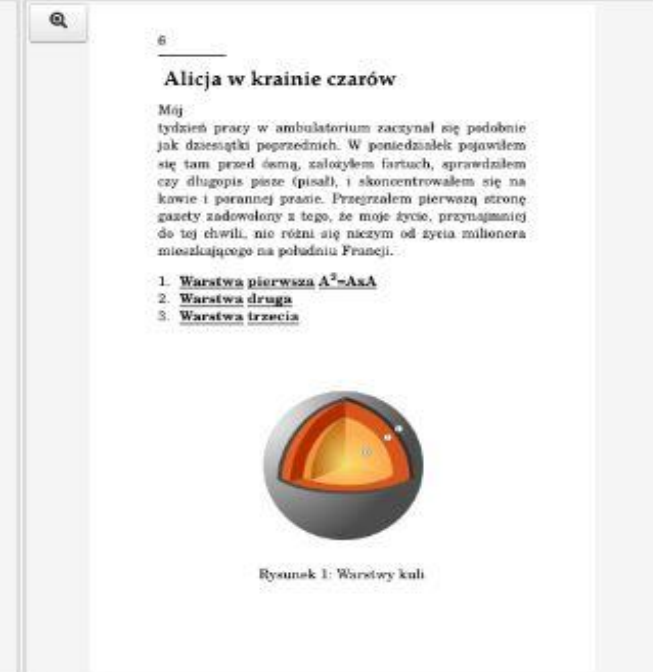 6
Alicja w krainie czarów
Mój
tydzień pracy w ambulatorium zaczynał się podobnie
jak dziesiątki poprzednich. W poniedziałek pojawiłem
się tam przed ósmą, założyłem fartuch, sprawdziłem
czy długopis pisze (pisał), i skoncentrowałem się na
kawie i porannej prasie. Przejrzałem pierwszą stronę
gazety zadowolony z tego, że moje życie, przynajmniej
do tej chwili, nie różni się niczym od życia milionera
mieszkającego na południu Francji.
1. Warstwa pierwsza A²=AxA
2. Warstwa druga
3. Warstwa trzecia
Rysunek 1: Warstwy kuli